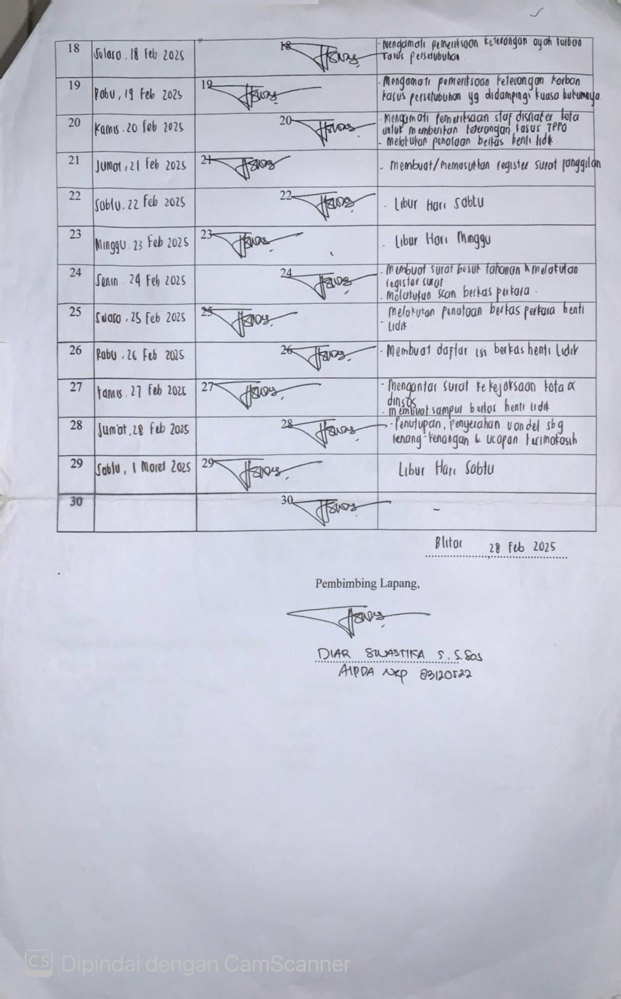 18
Selasa, 18 Feb 2025
18
- Mengamati pemeriksaan keterangan ayah korban
kasus persetubuhan.
19
Rabu, 19 Feb 2025
19
- Mengamati pemeriksaan keterangan korban
kasus persetubuhan yg didampingi kuasa hukumnya.
20
Kamis. 20 Feb 2025
20
- Mengamati Pemeriksaan staf disnaker kota
untuk memberikan keterangan kasus TPPO
- Melakukan penataan berkas henti lidik.
21
Jumat, 21 Feb 2025
21
- Membuat/memasukkan register surat panggilan
22
Sabtu. 22 Feb 2025
22
- Libur Hari Sabtu
23
Minggu. 23 Feb 2025
23
- Libur Hari Minggu
24
Senin. 24 Feb 2025
24
- Membuat surat besuk tahanan & melakukan
register surat.
- Melakukan scan berkas perkara.
25
Selasa, 25 Feb 2025
25
Melakukan penataan berkas perkara henti
- Lidik.
26
Rabu, 26 Feb 2025
26
- Membuat daftar isi berkas henti Lidik
27
Kamis. 27 Feb 2025
27
- Mengantar surat ke kejaksaan kota &
dinsos
- membuat sampul berkas henti lidik
28
Jum'at, 28 Feb 2025
28
- Penutupan, Penyerahan vandel sbg
kenang-kenangan & ucapan terimakasih
29
Sabtu, 1 Maret 2025
29
Libur Hari Sabtu
30
30
-
Blitar, 28 Feb 2025
Pembimbing Lapang,
DIAR SWASTIKA S. S.Sos
AIPDA NRP 83120522
CS Dipindai dengan CamScanner